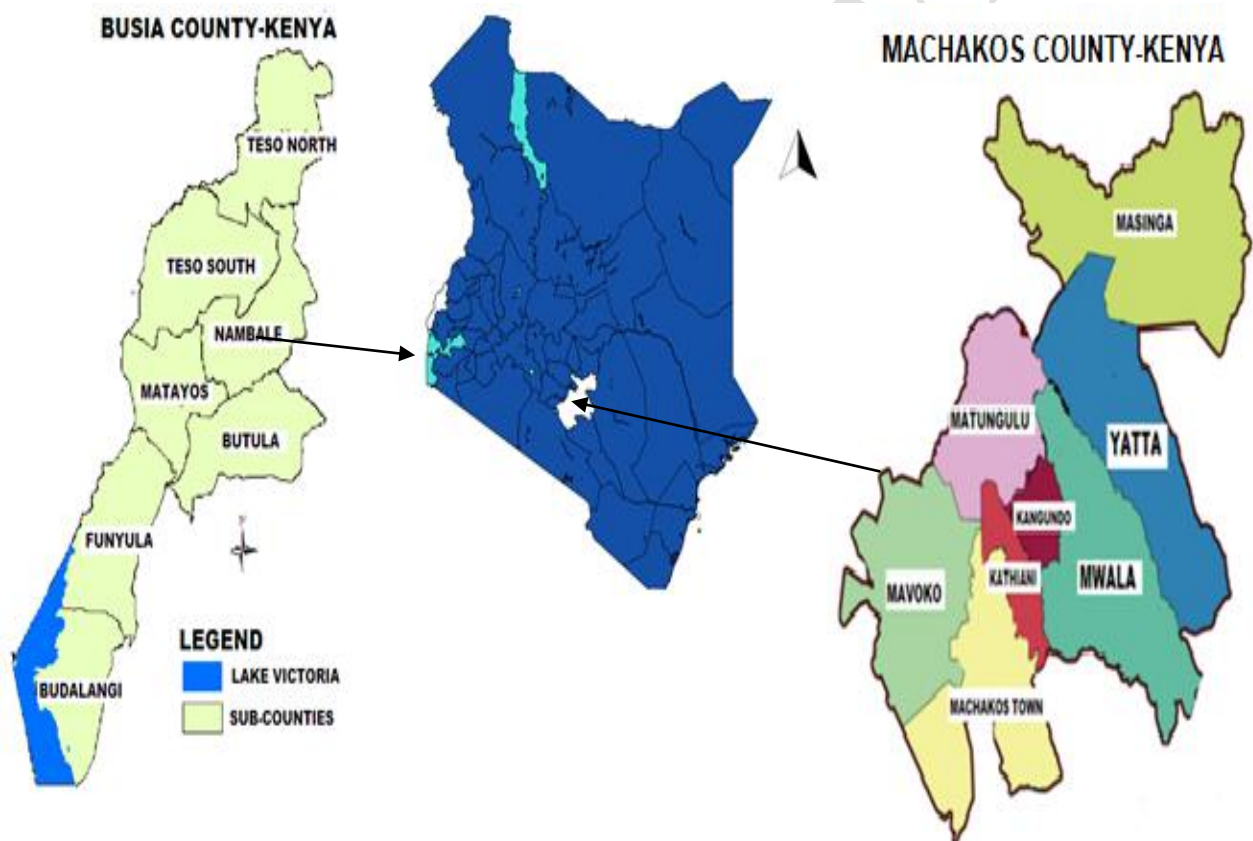 BUSIA COUNTY-KENYA
TESO NORTH
TESO SOUTH
NAMBALE
MATAYOS
BUTULA
FUNYULA
BUDALANGI
LEGEND
LAKE VICTORIA
SUB-COUNTIES
MACHAKOS COUNTY-KENYA
MASINGA
MATUNGULU
YATTA
KANGUNDO
KATHIANI
MWALA
MAVOKO
MACHAKOS TOWN